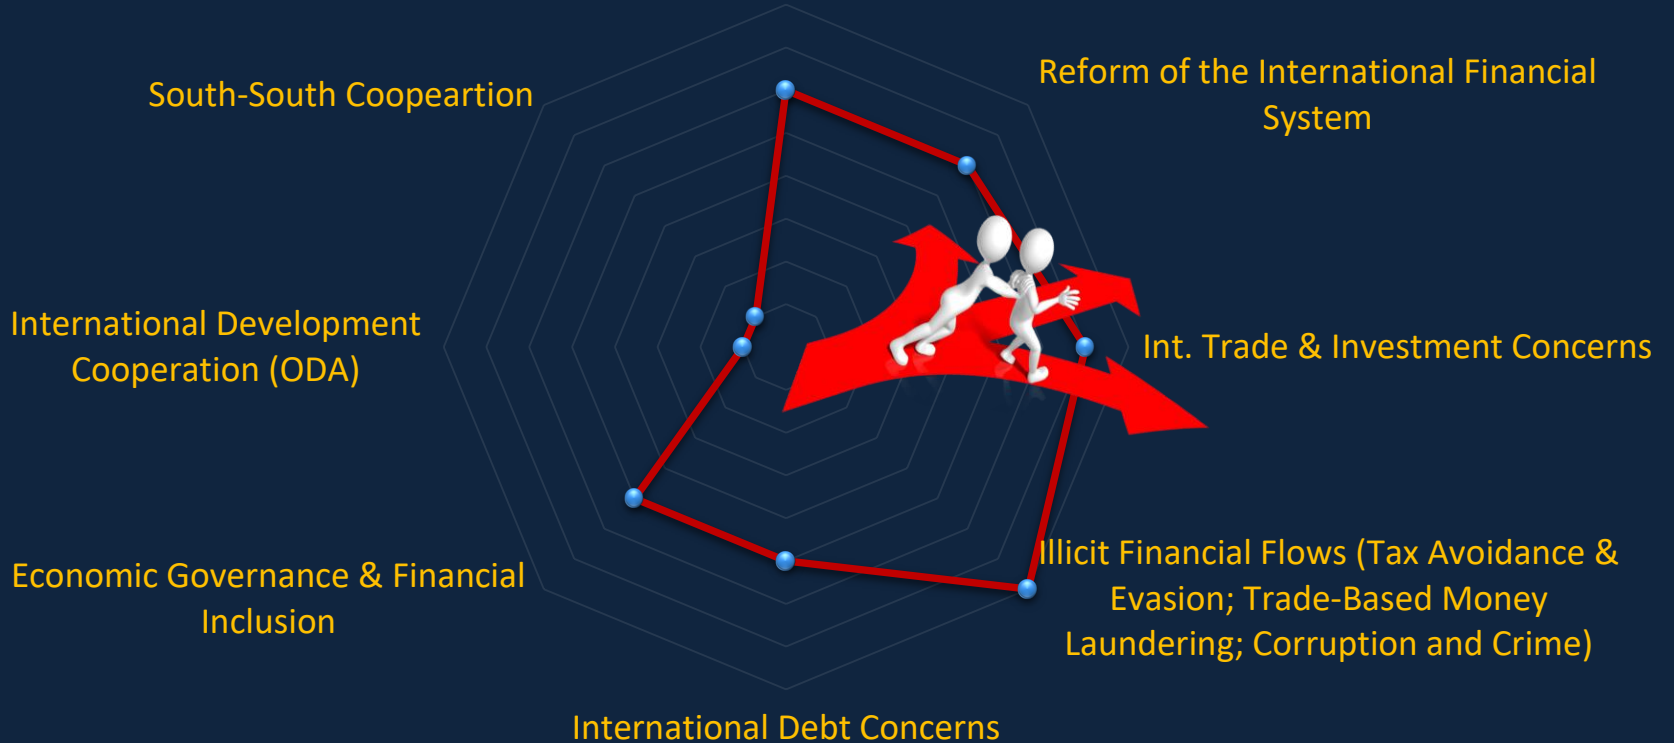 South-South Coopeartion
Reform of the International Financial
System
International Development
Cooperation (ODA)
Int. Trade & Investment Concerns
Economic Governance & Financial
Inclusion
Illicit Financial Flows (Tax Avoidance &
Evasion; Trade-Based Money
Laundering; Corruption and Crime)
International Debt Concerns